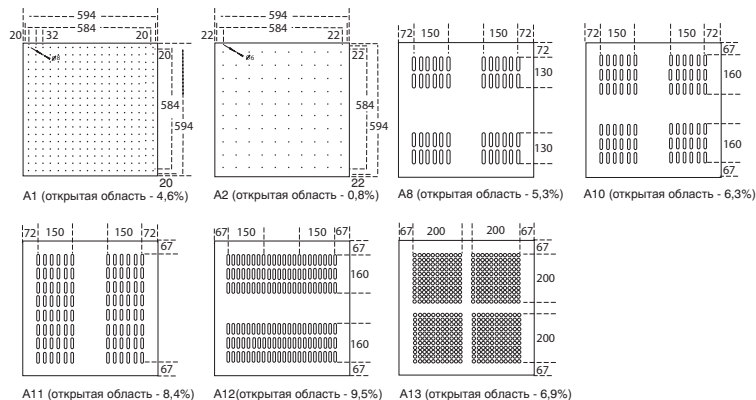 594
584
20 32 20
Ø8
20
584
594
20
A1 (открытая область - 4,6%)
594
584
22 22
Ø6
22
584
594
22
A2 (открытая область - 0,8%)
72 150 150 72
72
130
130
A8 (открытая область - 5,3%)
72 150 150 72
67
160
160
67
A10 (открытая область - 6,3%)
72 150 150 72
67
67
A11 (открытая область - 8,4%)
67 150 150 67
160
160
A12(открытая область - 9,5%)
67 200 200 67
67
200
200
67
A13 (открытая область - 6,9%)